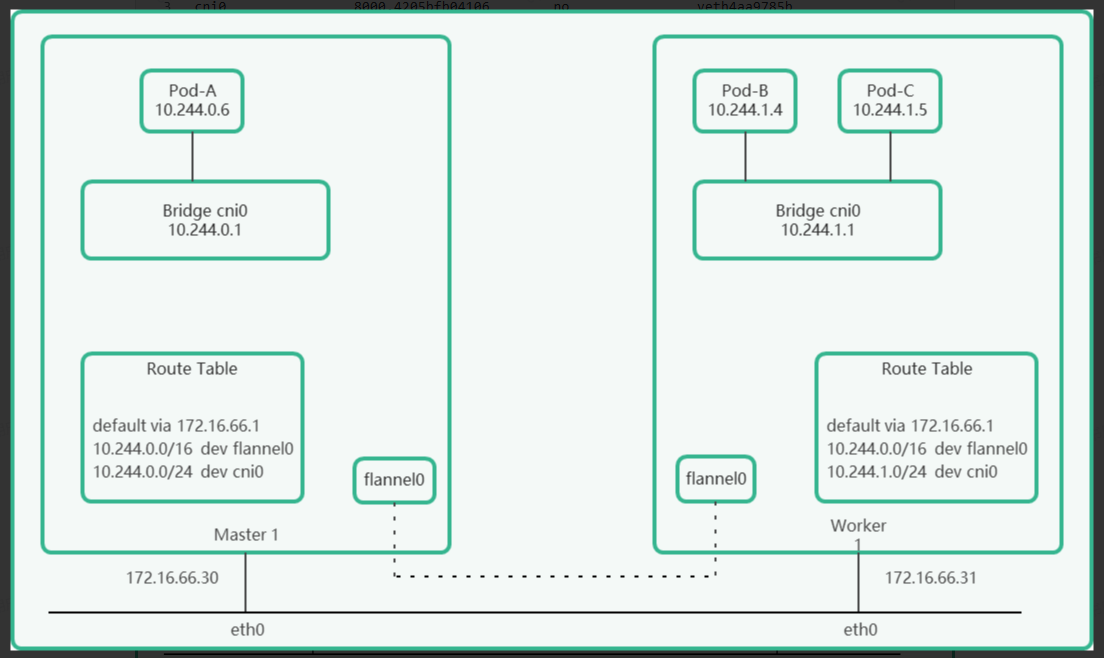 3 cni0 8000.4205bfb04106 no veth4aa9785b
Pod-A
10.244.0.6
Bridge cni0
10.244.0.1
Route Table
default via 172.16.66.1
10.244.0.0/16 dev flannel0
10.244.0.0/24 dev cni0
flannel0
Master 1
172.16.66.30
eth0
Pod-B
10.244.1.4
Pod-C
10.244.1.5
Bridge cni0
10.244.1.1
flannel0
Route Table
default via 172.16.66.1
10.244.0.0/16 dev flannel0
10.244.1.0/24 dev cni0
Worker
1
172.16.66.31
eth0